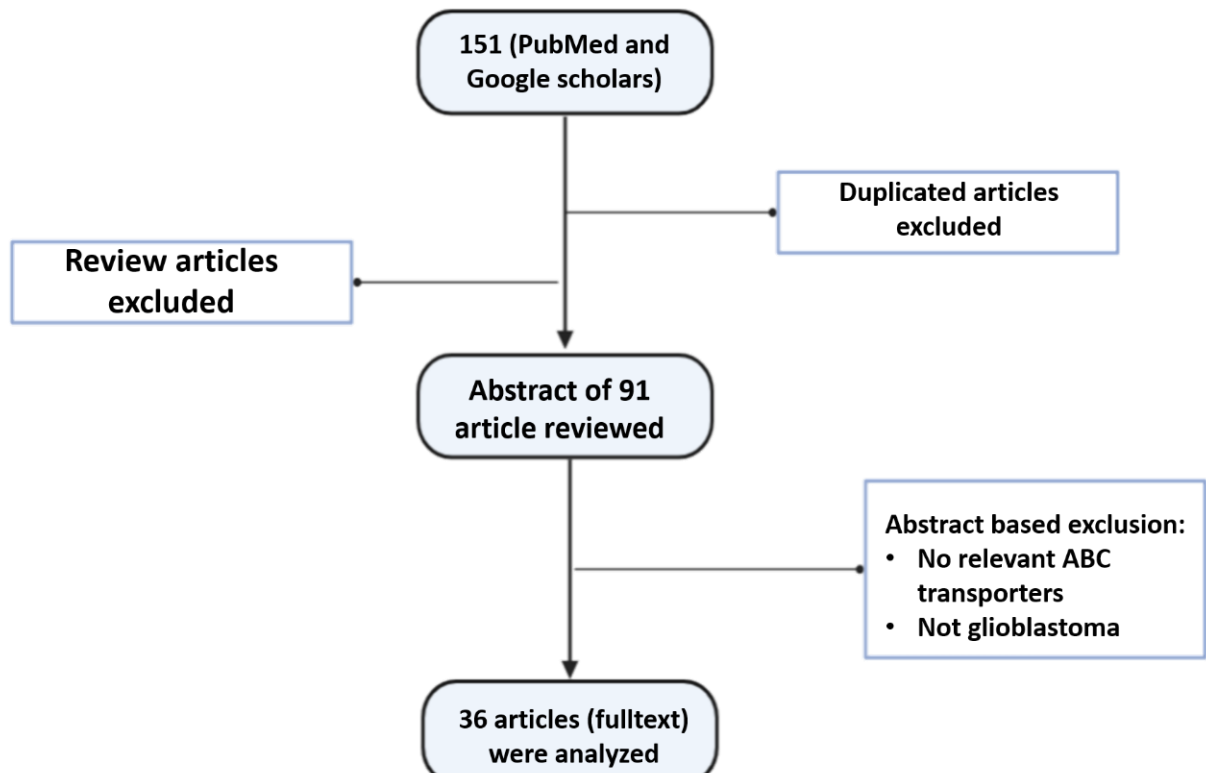 151 (PubMed and
Google scholars)
Duplicated articles
excluded
Review articles
excluded
Abstract of 91
article reviewed
Abstract based exclusion:
• No relevant ABC
transporters
• Not glioblastoma
36 articles (fulltext)
were analyzed